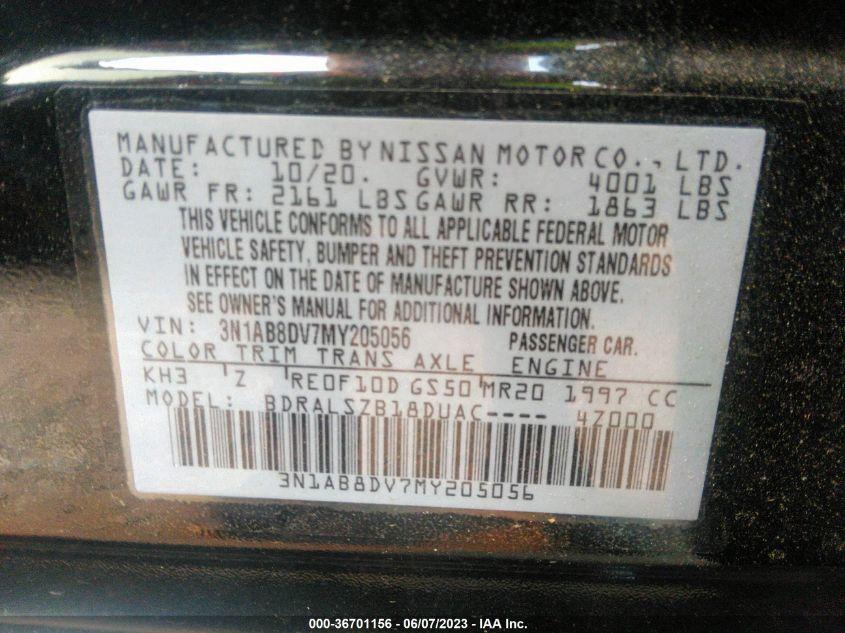 MANUFACTURED BY NISSAN MOTOR CO., LTD.
DATE: 10/20. GVWR: 4001 LBS
GAWR FR: 2161 LBS GAWR RR: 1863 LBS
THIS VEHICLE CONFORMS TO ALL APPLICABLE FEDERAL MOTOR
VEHICLE SAFETY, BUMPER AND THEFT PREVENTION STANDARDS
IN EFFECT ON THE DATE OF MANUFACTURE SHOWN ABOVE.
SEE OWNER'S MANUAL FOR ADDITIONAL INFORMATION.
VIN: 3N1AB8DV7MY205056 PASSENGER CAR.
COLOR TRIM TRANS AXLE ENGINE
KH3 Z RE0F10D GS50 MR20 1997 CC
MODEL: BDRALSZB18DUAC---- 4Z000
3N1AB8DV7MY205056
000-36701156 - 06/07/2023 - IAA Inc.